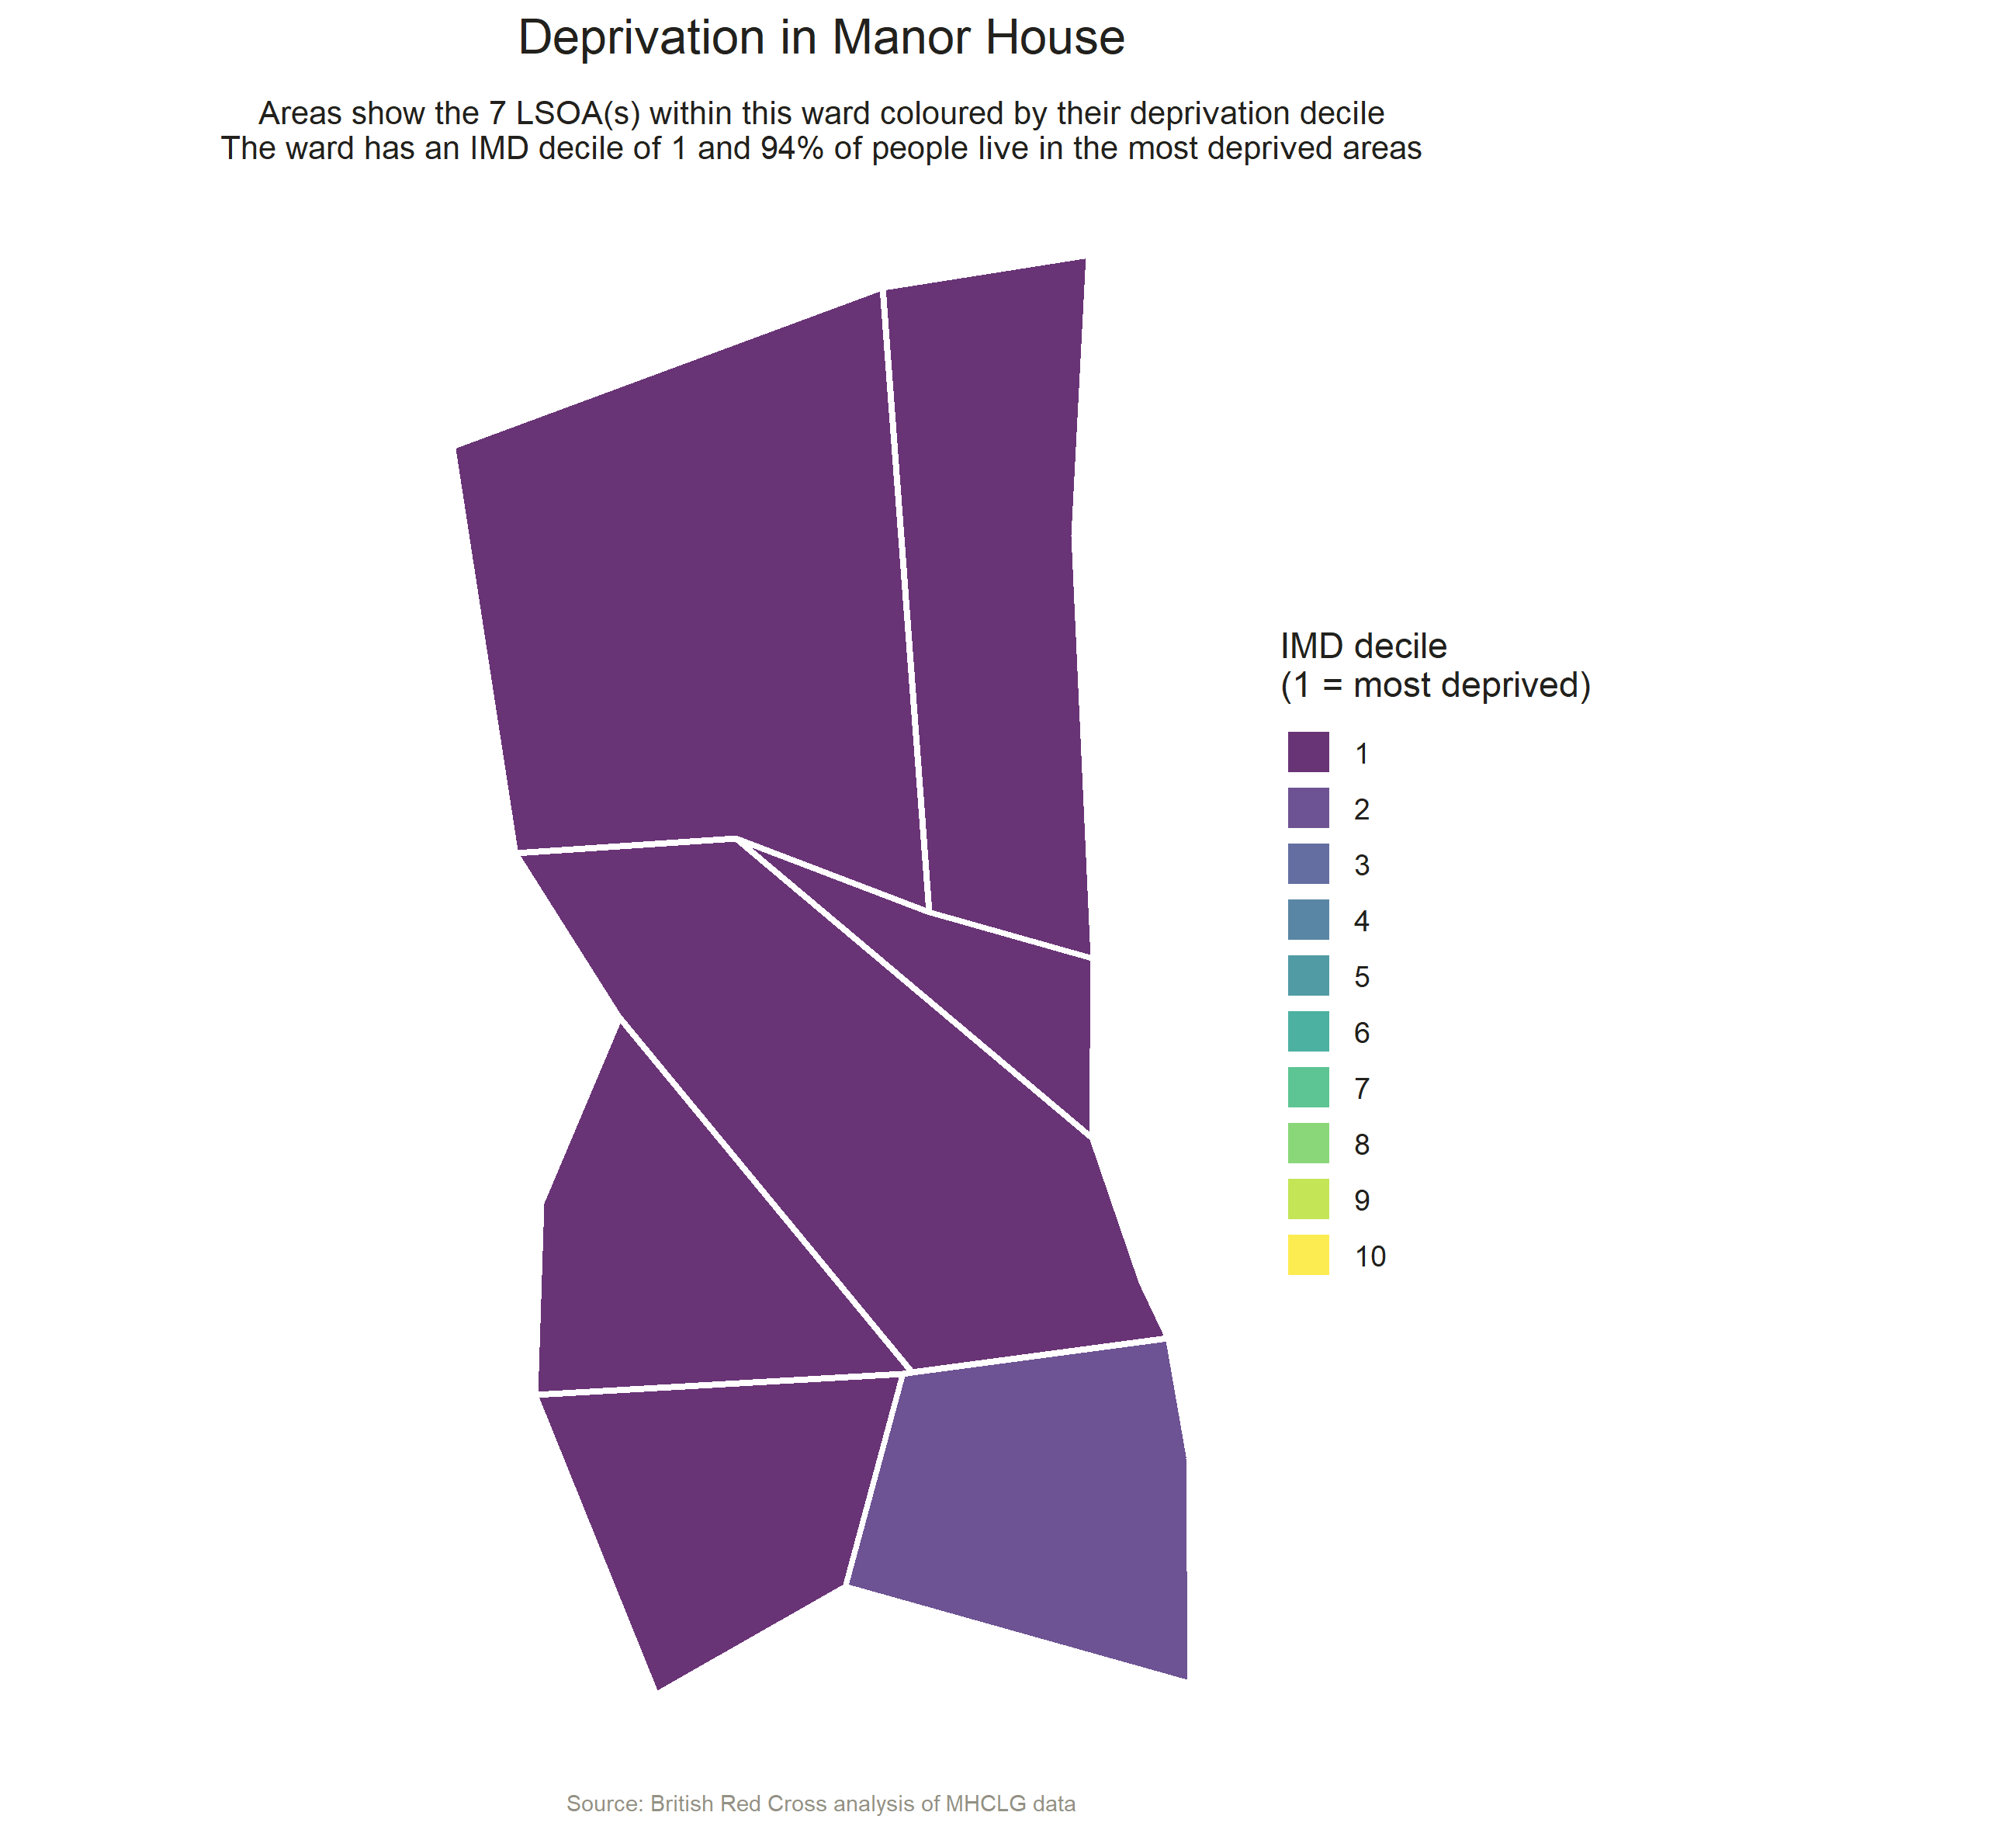 Deprivation in Manor House
Areas show the 7 LSOA(s) within this ward coloured by their deprivation decile
The ward has an IMD decile of 1 and 94% of people live in the most deprived areas
IMD decile
(1 = most deprived)
1
2
3
4
5
6
7
8
9
10
Source: British Red Cross analysis of MHCLG data